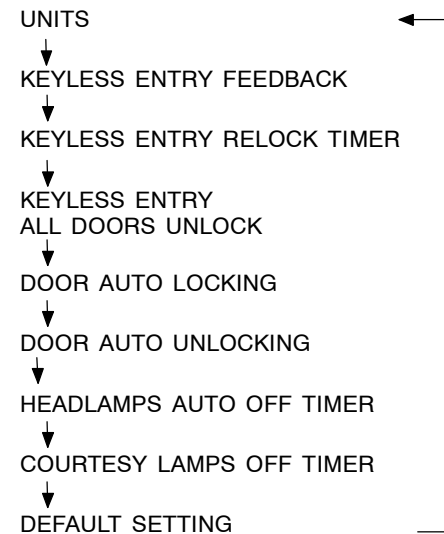 UNITS
KEYLESS ENTRY FEEDBACK
KEYLESS ENTRY RELOCK TIMER
KEYLESS ENTRY
ALL DOORS UNLOCK
DOOR AUTO LOCKING
DOOR AUTO UNLOCKING
HEADLAMPS AUTO OFF TIMER
COURTESY LAMPS OFF TIMER
DEFAULT SETTING